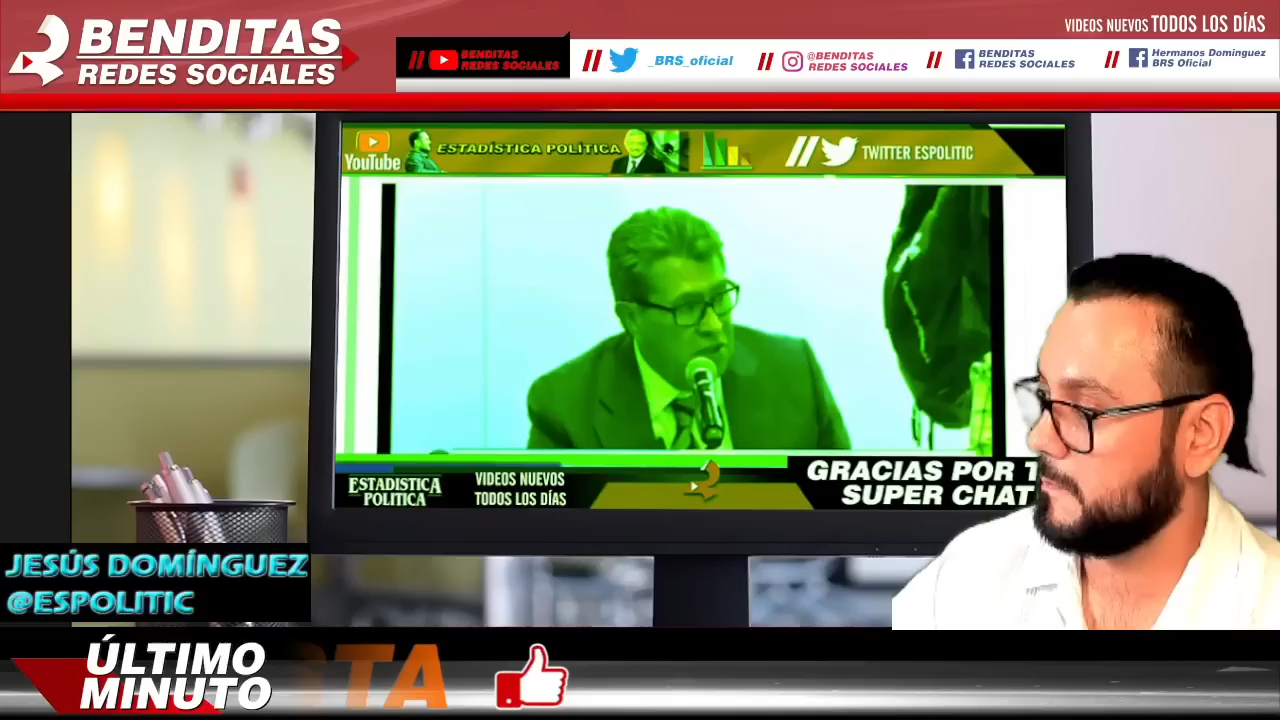 BENDITAS
REDES SOCIALES
VIDEOS NUEVOS TODOS LOS DÍAS
BENDITAS
REDES SOCIALES
_BRS_oficial
@BENDITAS
REDES SOCIALES
BENDITAS
REDES SOCIALES
Hermanos Dominguez
BRS Oficial
YouTube
ESTADÍSTICA POLÍTICA
TWITTER ESPOLITIC
ESTADÍSTICA
POLÍTICA
VIDEOS NUEVOS
TODOS LOS DÍAS
GRACIAS POR T
SUPER CHAT
JESÚS DOMÍNGUEZ
@ESPOLITIC
ÚLTIMO
MINUTO
TA